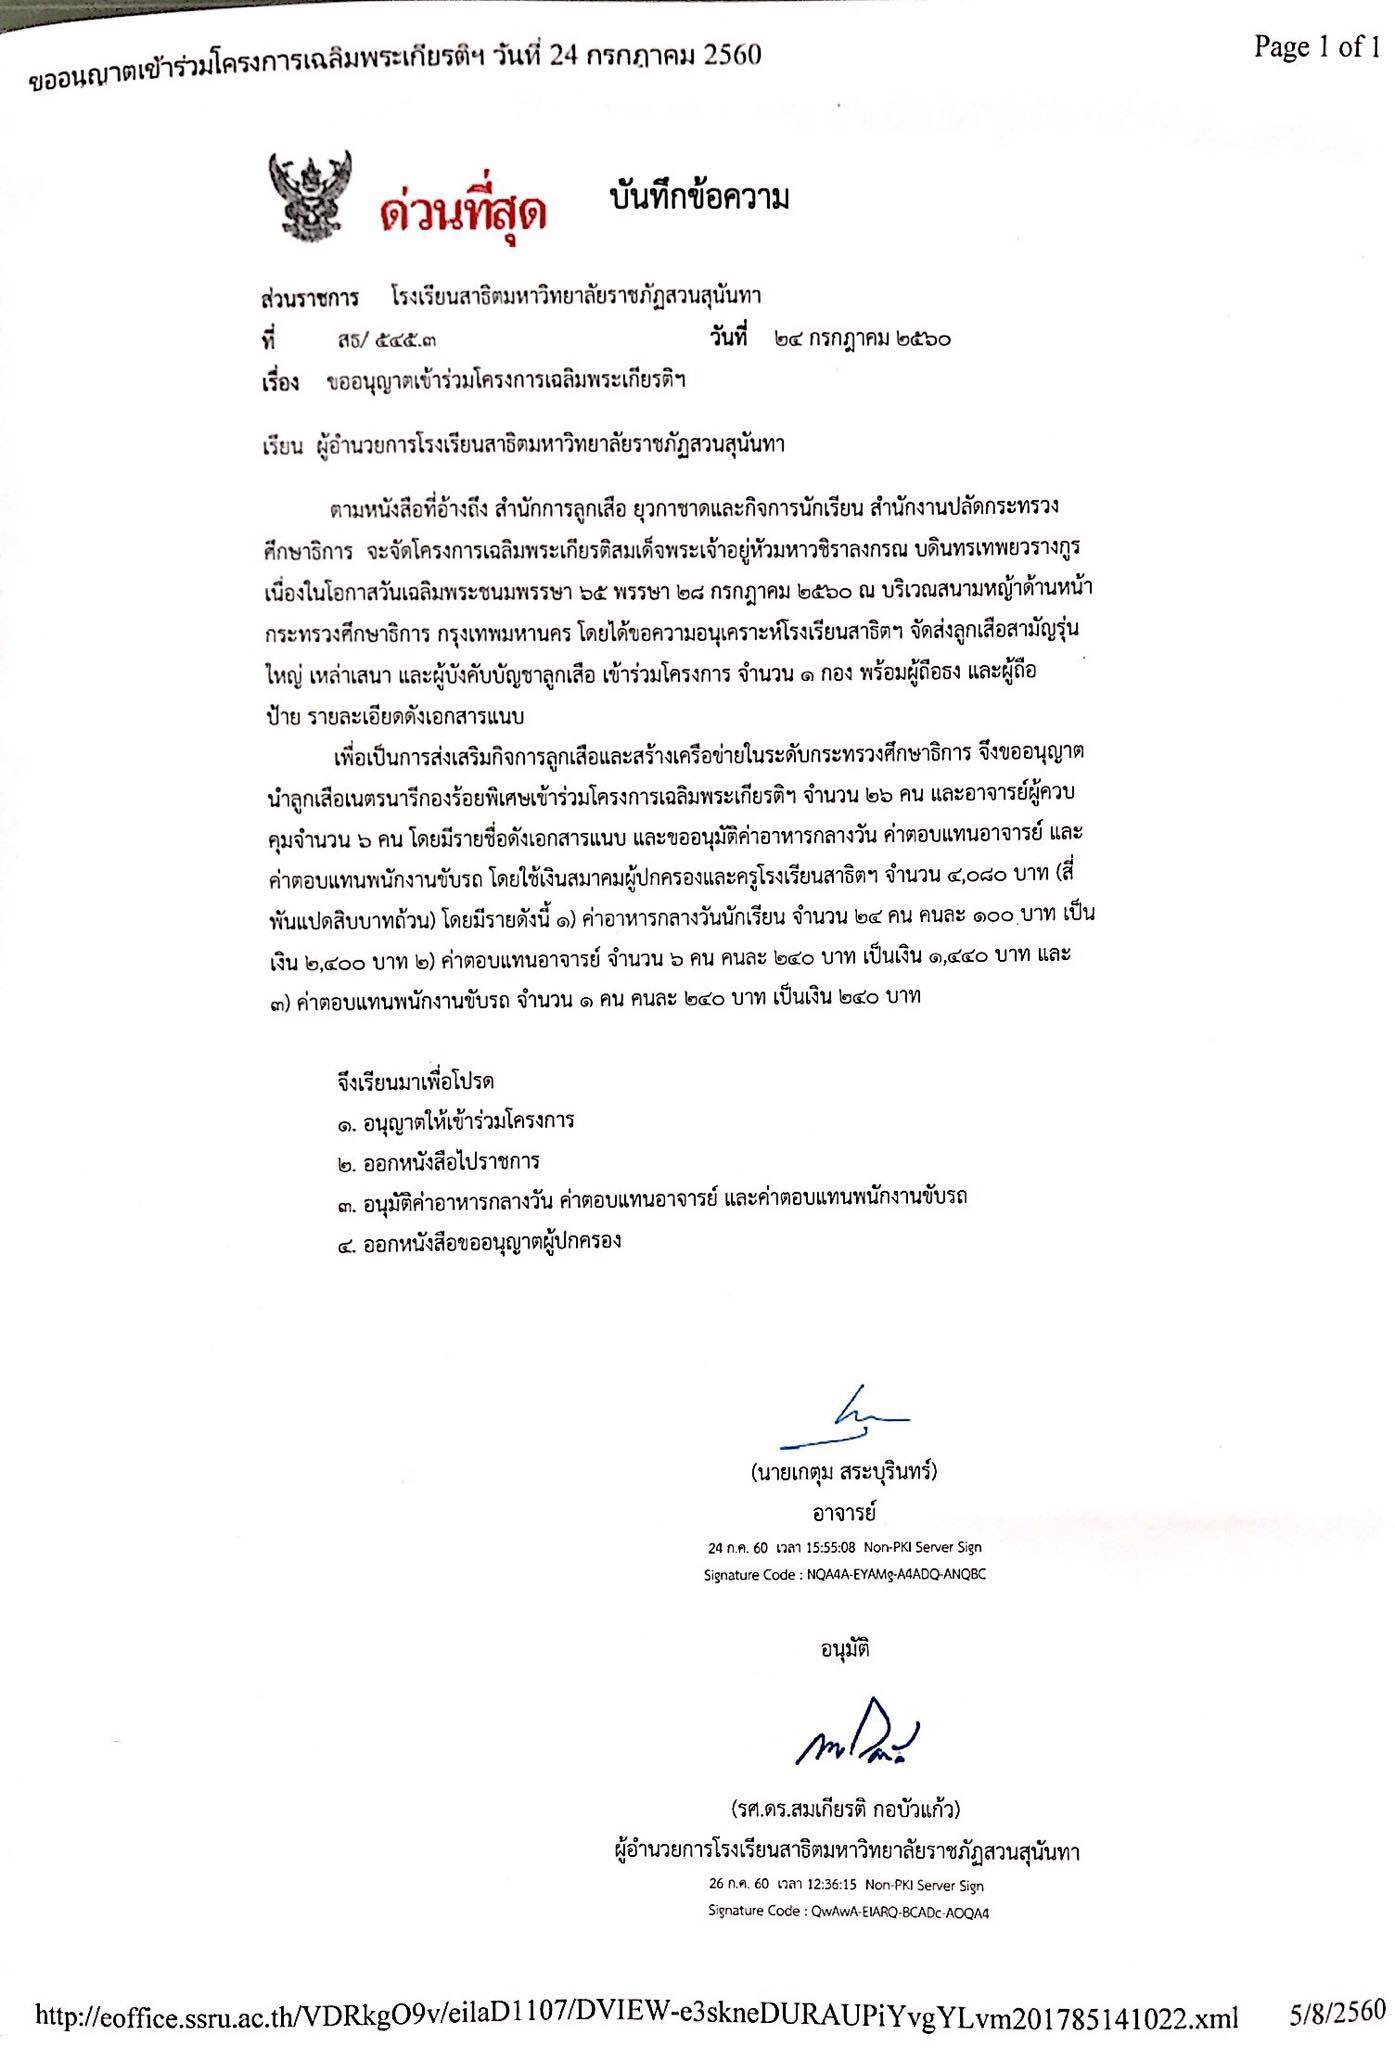 ขออนุญาตเข้าร่วมโครงการเฉลิมพระเกียรติฯ วันที่ 24 กรกฎาคม 2560
Page 1 of 1
ด่วนที่สุด
บันทึกข้อความ
ส่วนราชการ โรงเรียนสาธิตมหาวิทยาลัยราชภัฏสวนสุนันทา
ที่ สธ/ ๕๔๕.๓ วันที่ ๒๔ กรกฎาคม ๒๕๖๐
เรื่อง ขออนุญาตเข้าร่วมโครงการเฉลิมพระเกียรติฯ
เรียน ผู้อำนวยการโรงเรียนสาธิตมหาวิทยาลัยราชภัฏสวนสุนันทา
ตามหนังสือที่อ้างถึง สำนักการลูกเสือ ยุวกาชาดและกิจการนักเรียน สำนักงานปลัดกระทรวง
ศึกษาธิการ จะจัดโครงการเฉลิมพระเกียรติสมเด็จพระเจ้าอยู่หัวมหาวชิราลงกรณ บดินทรเทพยวรางกูร
เนื่องในโอกาสวันเฉลิมพระชนมพรรษา ๖๕ พรรษา ๒๘ กรกฎาคม ๒๕๖๐ ณ บริเวณสนามหญ้าด้านหน้า
กระทรวงศึกษาธิการ กรุงเทพมหานคร โดยได้ขอความอนุเคราะห์โรงเรียนสาธิตฯ จัดส่งลูกเสือสามัญรุ่น
ใหญ่ เหล่าเสนา และผู้บังคับบัญชาลูกเสือ เข้าร่วมโครงการ จำนวน ๑ กอง พร้อมผู้ถือธง และผู้ถือ
ป้าย รายละเอียดดังเอกสารแนบ
เพื่อเป็นการส่งเสริมกิจการลูกเสือและสร้างเครือข่ายในระดับกระทรวงศึกษาธิการ จึงขออนุญาต
นำลูกเสือเนตรนารีกองร้อยพิเศษเข้าร่วมโครงการเฉลิมพระเกียรติฯ จำนวน ๒๖ คน และอาจารย์ผู้ควบ
คุมจำนวน ๖ คน โดยมีรายชื่อดังเอกสารแนบ และขออนุมัติค่าอาหารกลางวัน ค่าตอบแทนอาจารย์ และ
ค่าตอบแทนพนักงานขับรถ โดยใช้เงินสมาคมผู้ปกครองและครูโรงเรียนสาธิตฯ จำนวน ๔,๐๘๐ บาท (สี่
พันแปดสิบบาทถ้วน) โดยมีรายดังนี้ ๑) ค่าอาหารกลางวันนักเรียน จำนวน ๒๔ คน คนละ ๑๐๐ บาท เป็น
เงิน ๒,๔๐๐ บาท ๒) ค่าตอบแทนอาจารย์ จำนวน ๖ คน คนละ ๒๔๐ บาท เป็นเงิน ๑,๔๔๐ บาท และ
๓) ค่าตอบแทนพนักงานขับรถ จำนวน ๑ คน คนละ ๒๔๐ บาท เป็นเงิน ๒๔๐ บาท
จึงเรียนมาเพื่อโปรด
๑. อนุญาตให้เข้าร่วมโครงการ
๒. ออกหนังสือไปราชการ
๓. อนุมัติค่าอาหารกลางวัน ค่าตอบแทนอาจารย์ และค่าตอบแทนพนักงานขับรถ
๔. ออกหนังสือขออนุญาตผู้ปกครอง
(นายเกตุม สระบุรินทร์)
อาจารย์
24 ก.ค. 60 เวลา 15:55:08 Non-PKI Server Sign
Signature Code : NQA4A-EYAMg-A4ADQ-ANQBC
อนุมัติ
(รศ.ดร.สมเกียรติ กอบัวแก้ว)
ผู้อำนวยการโรงเรียนสาธิตมหาวิทยาลัยราชภัฏสวนสุนันทา
26 ก.ค. 60 เวลา 12:36:15 Non-PKI Server Sign
Signature Code : QwAwA-EIARQ-BCADc-AOQA4
http://eoffice.ssru.ac.th/VDRkgO9v/eilaD1107/DVIEW-e3skneDURAUPiYvgYLvm201785141022.xml
5/8/2560